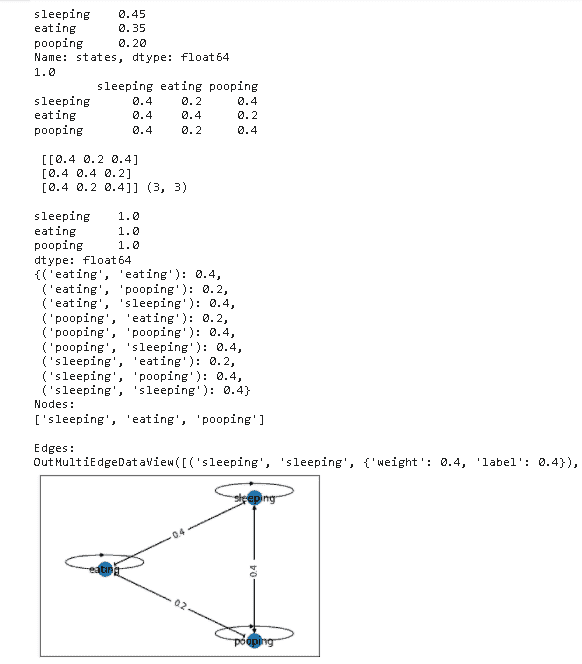 sleeping 0.45
eating 0.35
pooping 0.20
Name: states, dtype: float64
1.0
sleeping eating pooping
sleeping 0.4 0.2 0.4
eating 0.4 0.4 0.2
pooping 0.4 0.2 0.4
[[0.4 0.2 0.4]
[0.4 0.4 0.2]
[0.4 0.2 0.4]] (3, 3)
sleeping 1.0
eating 1.0
pooping 1.0
dtype: float64
{('eating', 'eating'): 0.4,
('eating', 'pooping'): 0.2,
('eating', 'sleeping'): 0.4,
('pooping', 'eating'): 0.2,
('pooping', 'pooping'): 0.4,
('pooping', 'sleeping'): 0.4,
('sleeping', 'eating'): 0.2,
('sleeping', 'pooping'): 0.4,
('sleeping', 'sleeping'): 0.4}
Nodes:
['sleeping', 'eating', 'pooping']
Edges:
OutMultiEdgeDataView([('sleeping', 'sleeping', {'weight': 0.4, 'label': 0.4}),
sleeping
0.4
eating
0.4
0.2
pooping